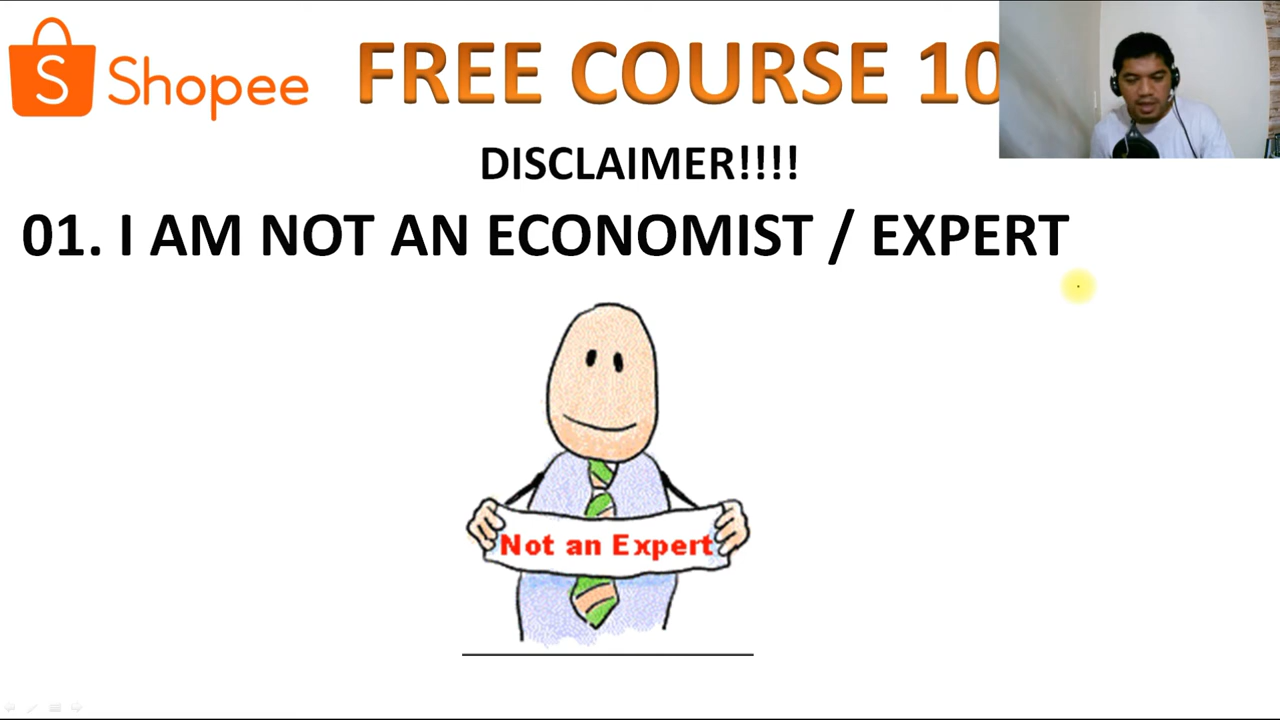 Shopee
FREE COURSE 10
DISCLAIMER!!!!
01. I AM NOT AN ECONOMIST / EXPERT
Not an Expert